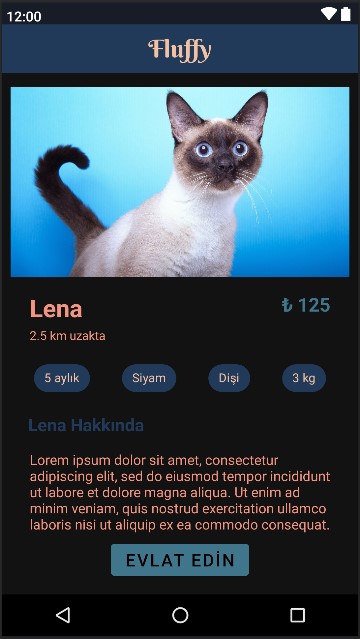 12:00
Fluffy
Lena
₺ 125
2.5 km uzakta
5 aylık
Siyam
Dişi
3 kg
Lena Hakkında
Lorem ipsum dolor sit amet, consectetur
adipiscing elit, sed do eiusmod tempor incididunt
ut labore et dolore magna aliqua. Ut enim ad
minim veniam, quis nostrud exercitation ullamco
laboris nisi ut aliquip ex ea commodo consequat.
EVLAT EDİN